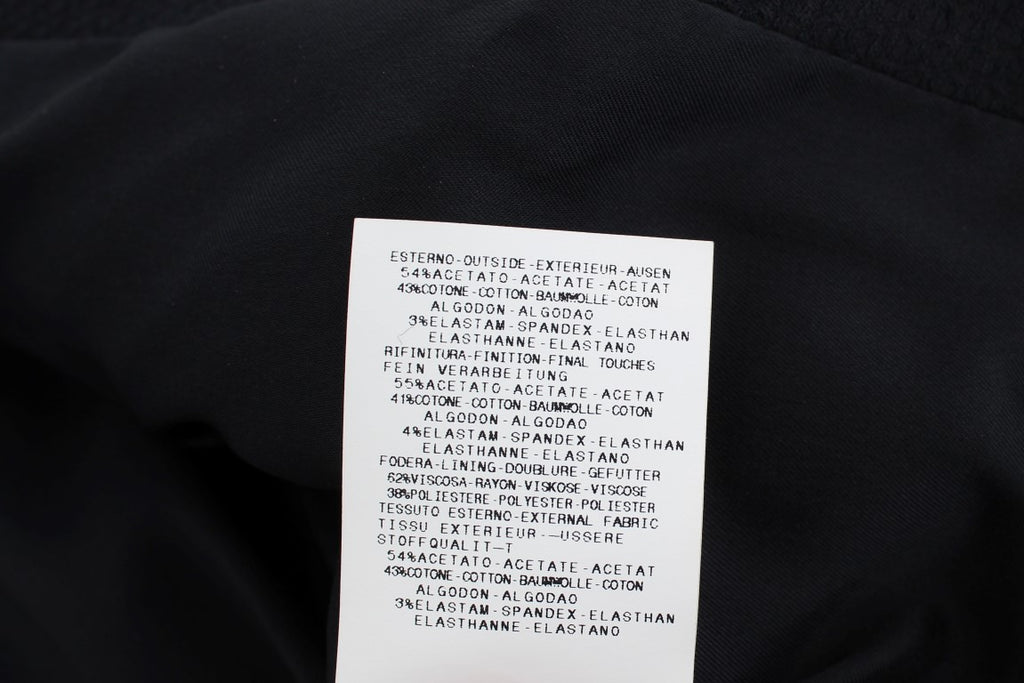 ESTERNO-OUTSIDE-EXTERIEUR-AUSEN
54%ACETATO-ACETATE-ACETAT
43%COTONE-COTTON-BAUMWOLLE-COTON
ALGODON-ALGODAO
3%ELASTAM-SPANDEX-ELASTHAN
ELASTHANNE-ELASTANO
RIFINITURA-FINITION-FINAL TOUCHES
FEIN VERARBEITUNG
55%ACETATO-ACETATE-ACETAT
41%COTONE-COTTON-BAUMWOLLE-COTON
ALGODON-ALGODAO
4%ELASTAM-SPANDEX-ELASTHAN
ELASTHANNE-ELASTANO
FODERA-LINING-DOUBLURE-GEFUTTER
62%VISCOSA-RAYON-VISKOSE-VISCOSE
38%POLIESTERE-POLYESTER-POLIESTER
TESSUTO ESTERNO-EXTERNAL FABRIC
TISSU EXTERIEUR-—USSERE
STOFFQUALIT—T
54%ACETATO-ACETATE-ACETAT
43%COTONE-COTTON-BAUMWOLLE-COTON
ALGODON-ALGODAO
3%ELASTAM-SPANDEX-ELASTHAN
ELASTHANNE-ELASTANO